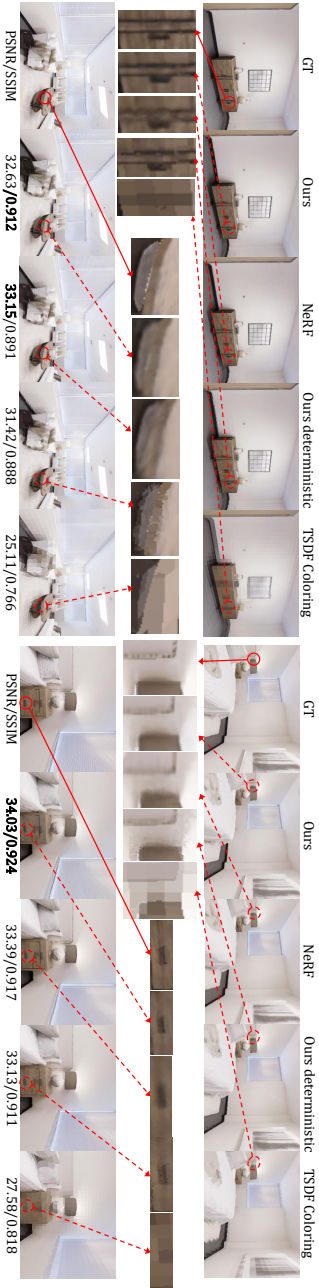 GT Ours NeRF Ours deterministic TSDF Coloring
PSNR/SSIM 32.63/0.912 33.15/0.891 31.42/0.888 25.11/0.766
GT Ours NeRF Ours deterministic TSDF Coloring
PSNR/SSIM 34.03/0.924 33.39/0.917 33.13/0.911 27.58/0.818